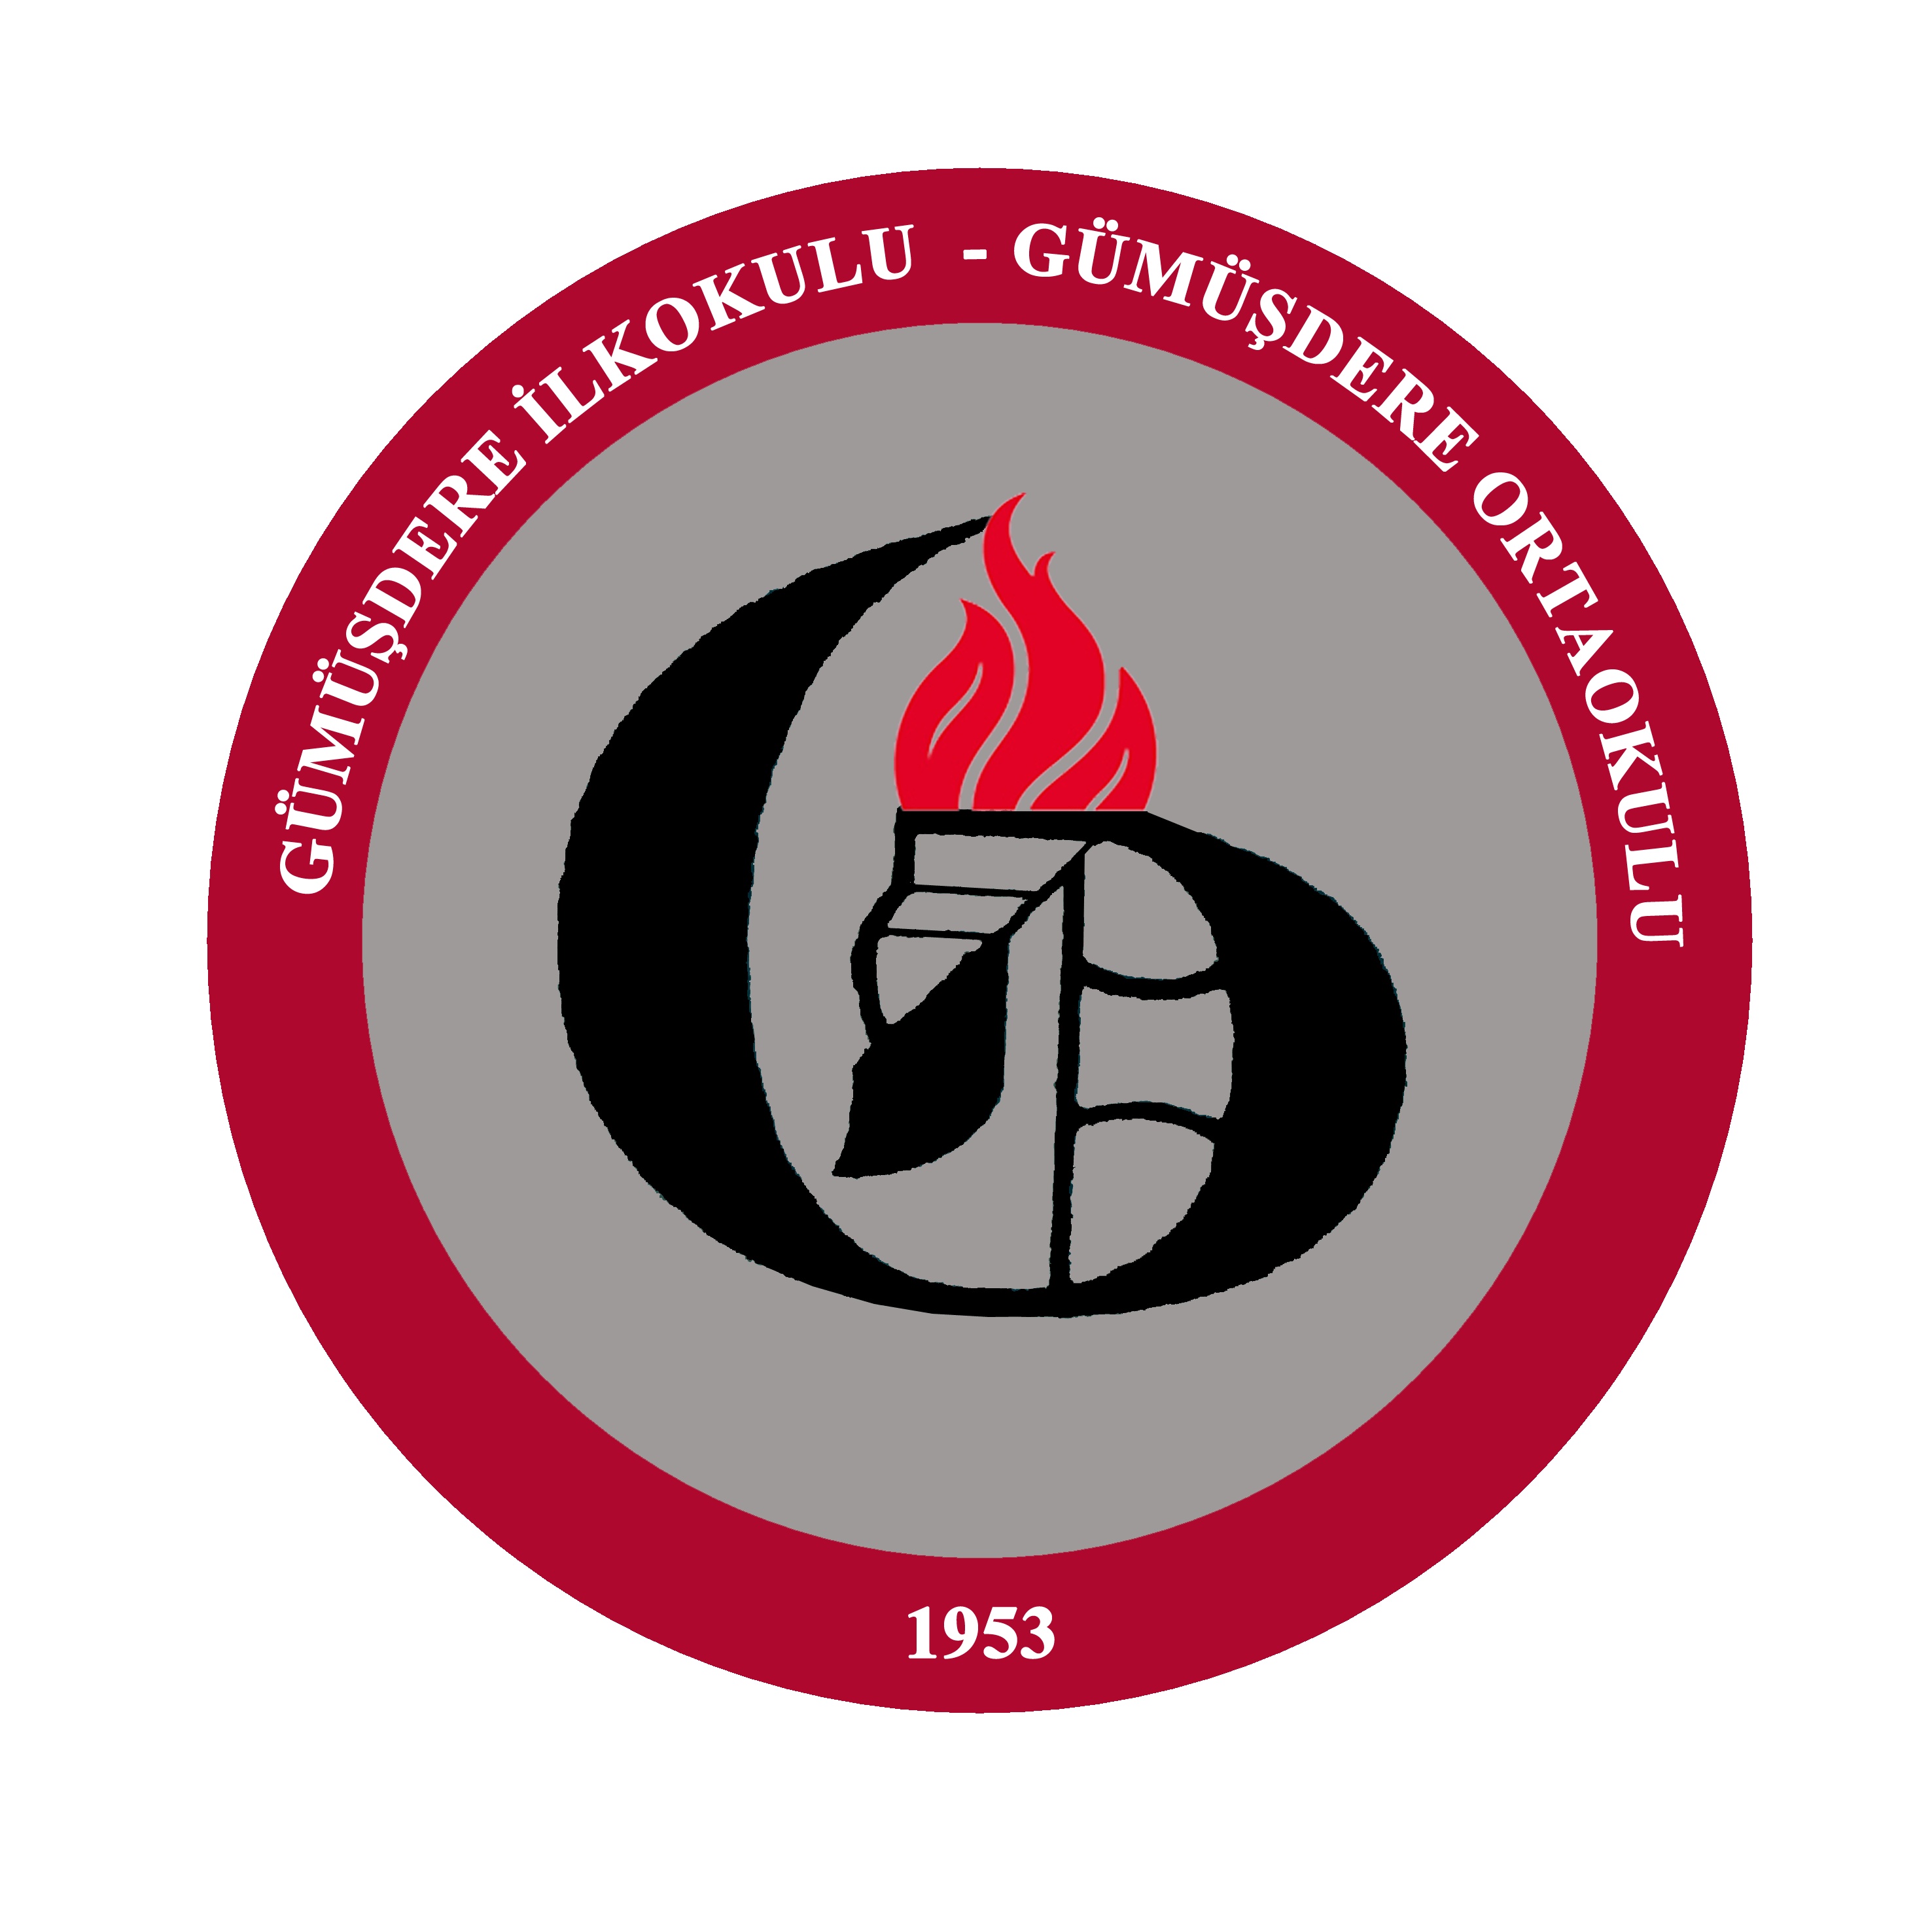 GÜMÜŞDERE İLKOKULU - GÜMÜŞDERE ORTAOKULU
1953